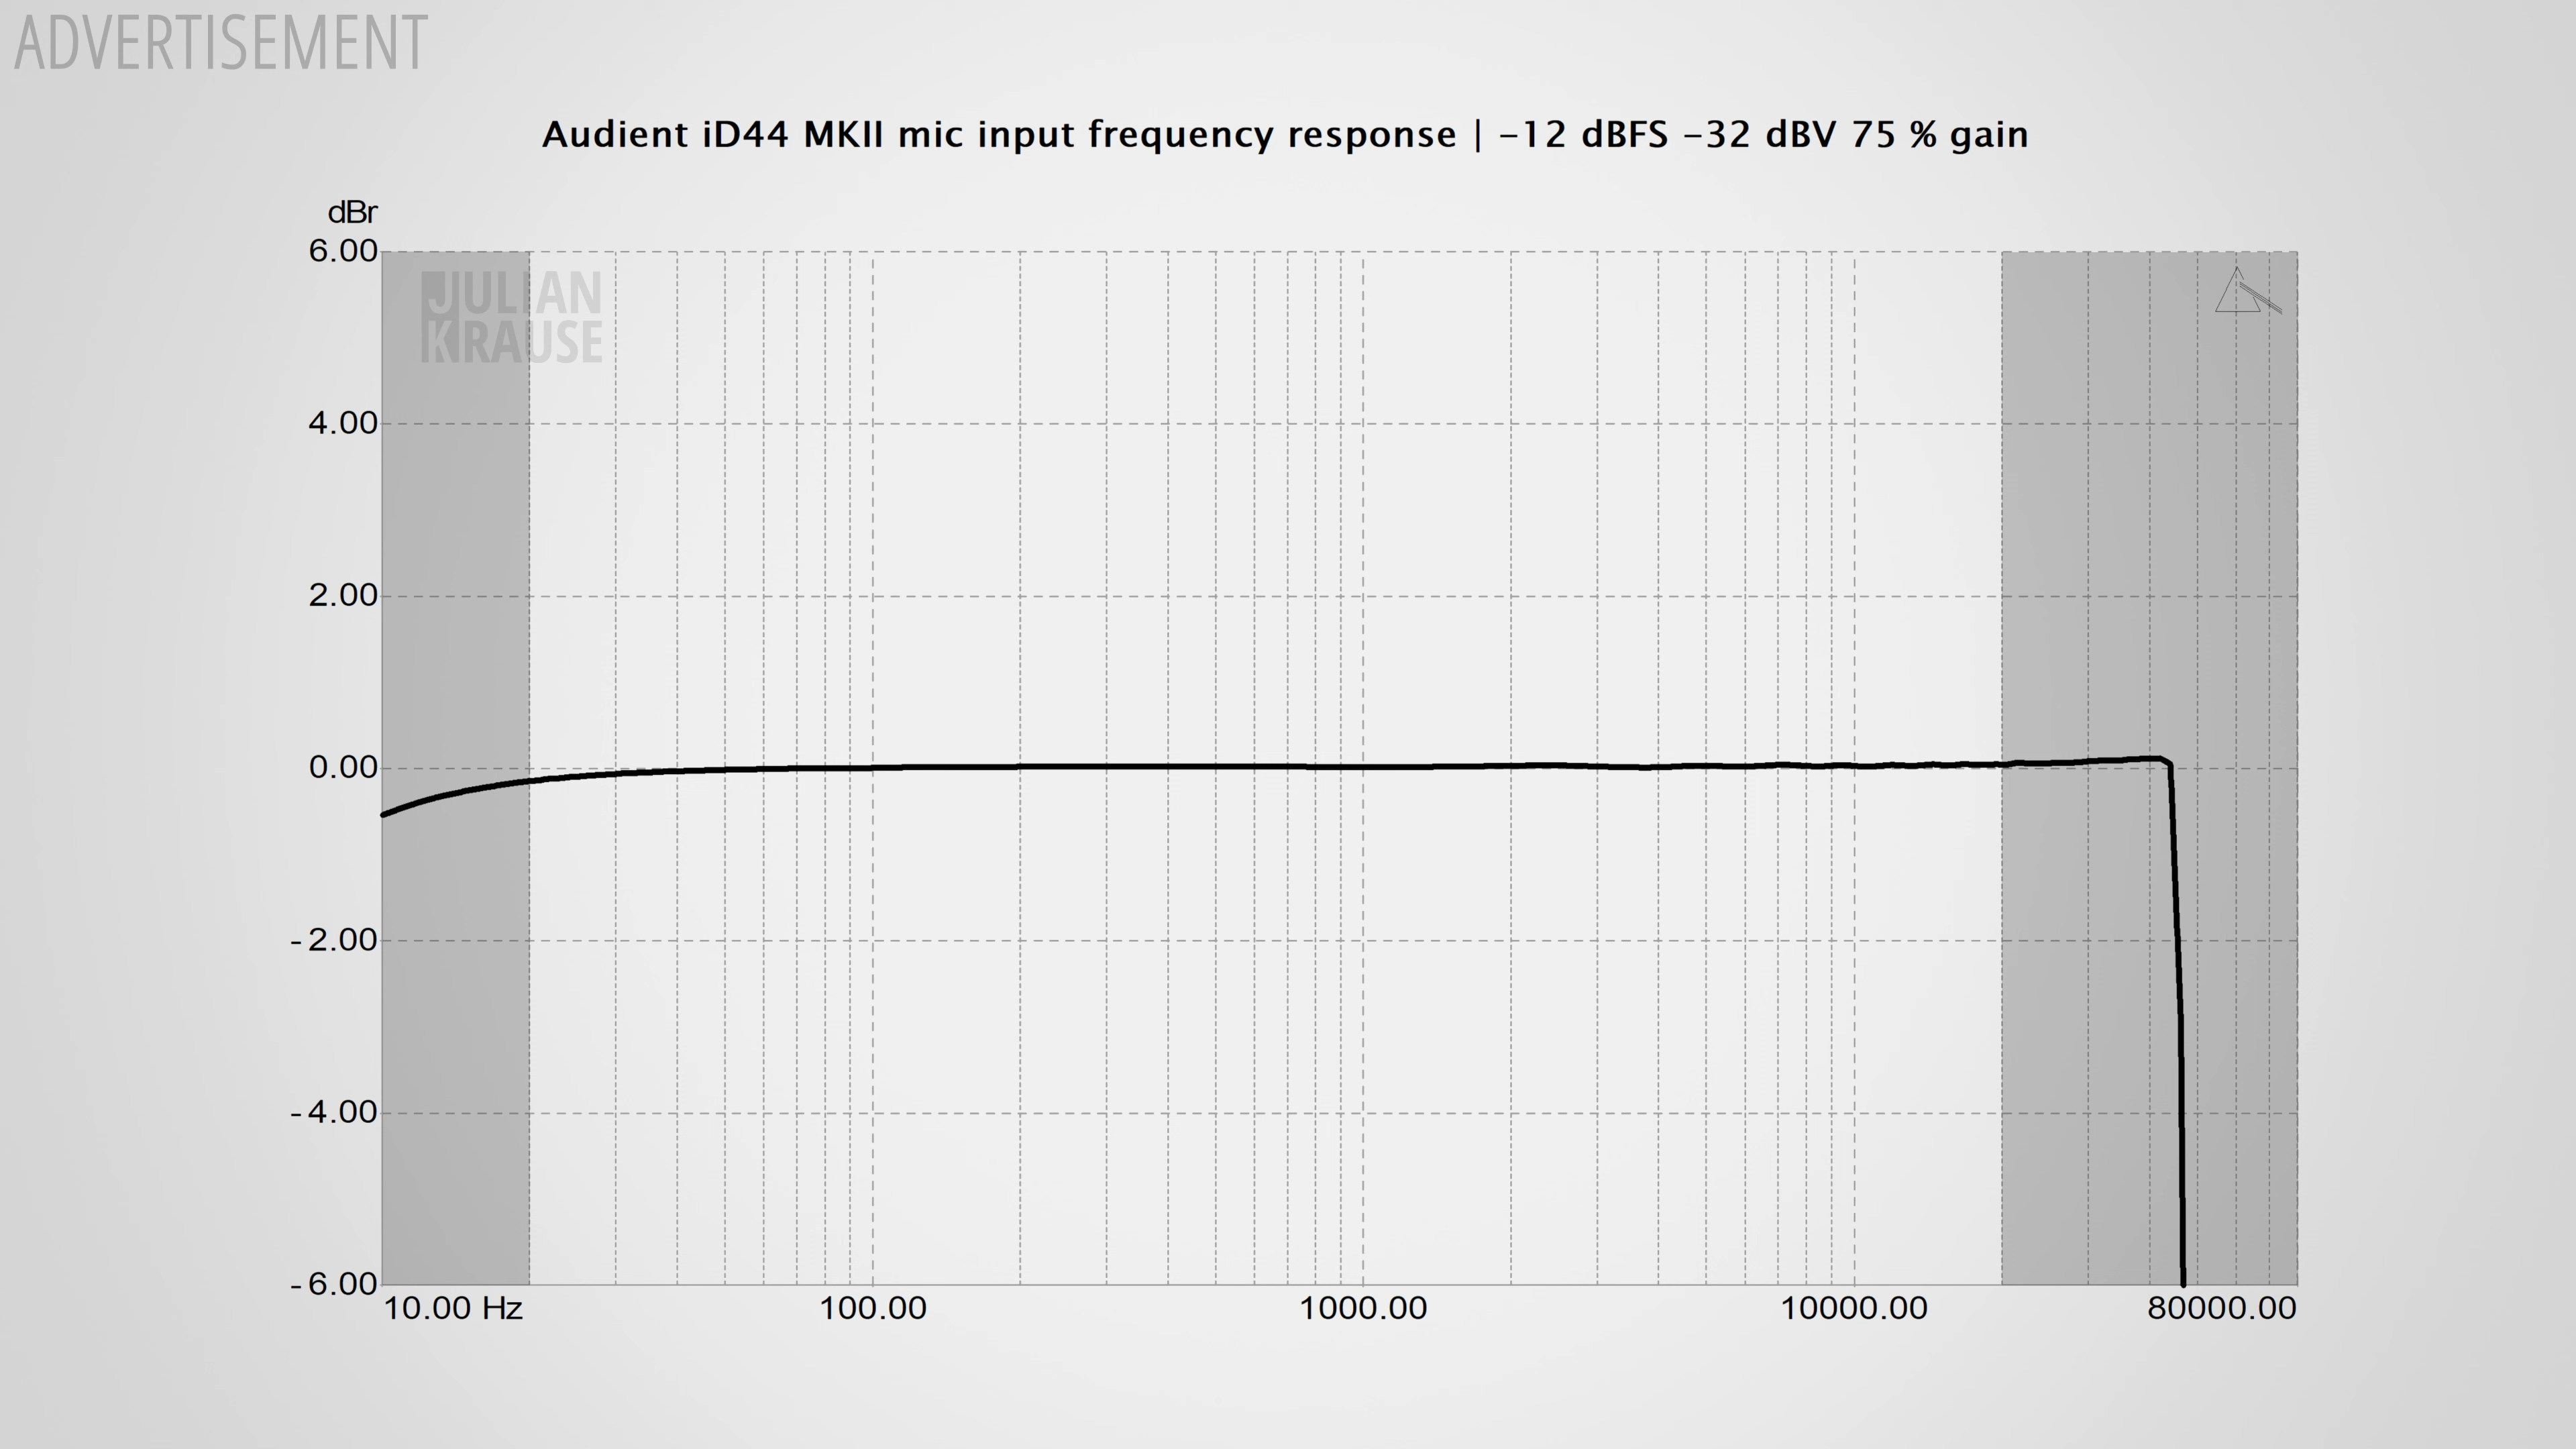 ADVERTISEMENT
Audient iD44 MKII mic input frequency response | -12 dBFS -32 dBV 75 % gain
dBr
6.00
JULIAN
KRAUSE
4.00
2.00
0.00
-2.00
-4.00
-6.00
10.00 Hz 100.00 1000.00 10000.00 80000.00